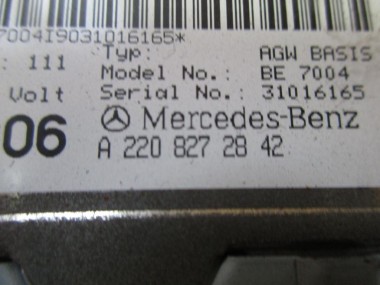 7004I9031016165*
: 111 Typ: AGW BASIS
Model No.: BE 7004
Volt Serial No.: 31016165
06 Mercedes-Benz
A 220 827 28 42